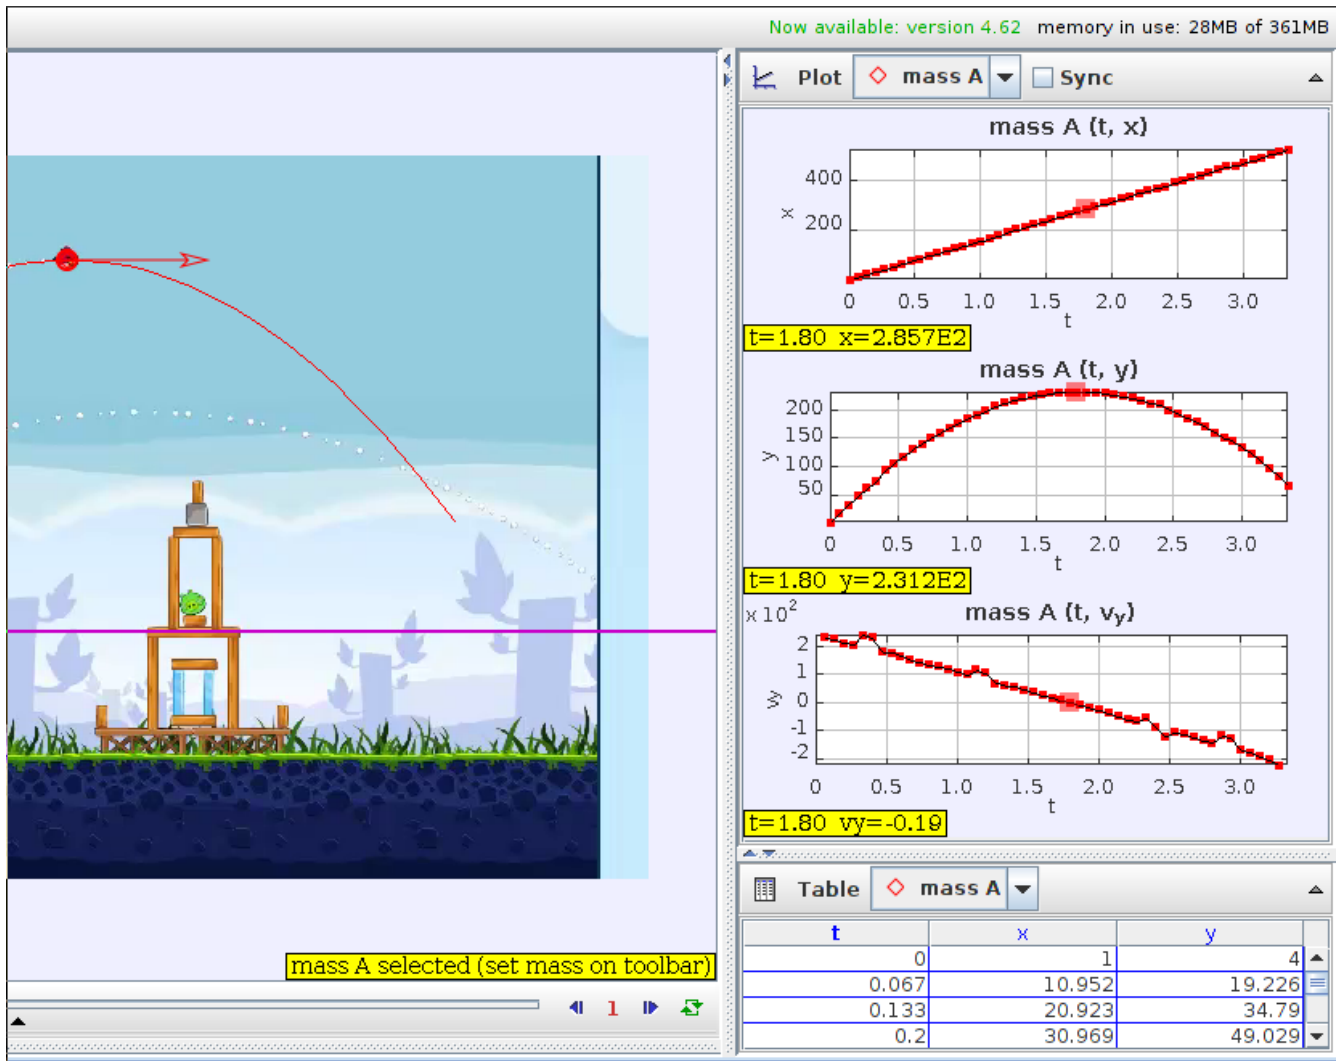 Now available: version 4.62 memory in use: 28MB of 361MB
Plot mass A Sync
mass A (t, x)
400
200
x
0 0.5 1.0 1.5 2.0 2.5 3.0
t
t=1.80 x=2.857E2
mass A (t, y)
200
150
100
50
y
0 0.5 1.0 1.5 2.0 2.5 3.0
t
t=1.80 y=2.312E2
x 10²
mass A (t, vy)
2
1
0
-1
-2
vy
0 0.5 1.0 1.5 2.0 2.5 3.0
t
t=1.80 vy=-0.19
Table mass A
t x y
0 1 4
0.067 10.952 19.226
0.133 20.923 34.79
0.2 30.969 49.029
mass A selected (set mass on toolbar)
1